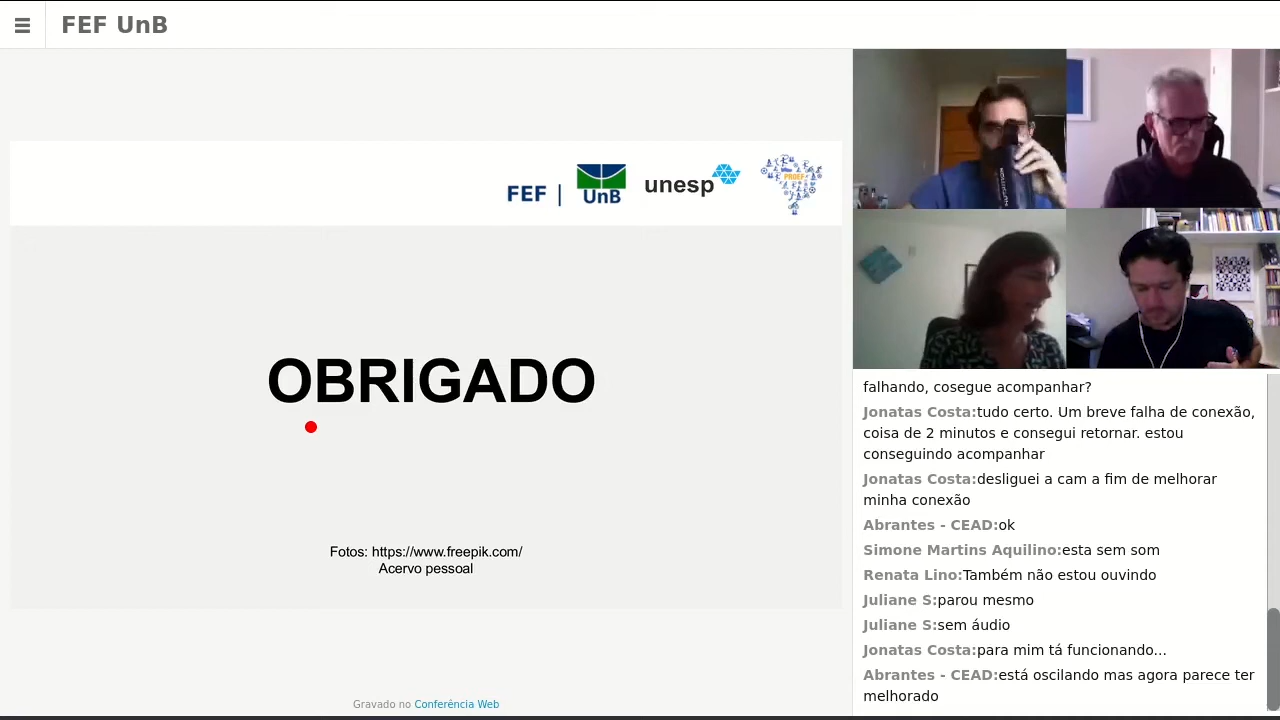 FEF UnB
FEF |
UnB
unesp
PROEF
OBRIGADO
Fotos: https://www.freepik.com/
Acervo pessoal
Gravado no Conferência Web
falhando, cosegue acompanhar?
Jonatas Costa:tudo certo. Um breve falha de conexão,
coisa de 2 minutos e consegui retornar. estou
conseguindo acompanhar
Jonatas Costa:desliguei a cam a fim de melhorar
minha conexão
Abrantes - CEAD:ok
Simone Martins Aquilino:esta sem som
Renata Lino:Também não estou ouvindo
Juliane S:parou mesmo
Juliane S:sem áudio
Jonatas Costa:para mim tá funcionando...
Abrantes - CEAD:está oscilando mas agora parece ter
melhorado